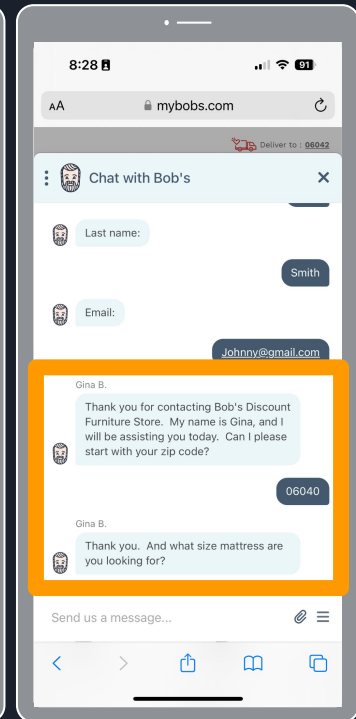 8:28
91
AA
mybobs.com
Deliver to : 06042
Chat with Bob's
Last name:
Smith
Email:
Johnny@gmail.com
Gina B.
Thank you for contacting Bob's Discount
Furniture Store. My name is Gina, and I
will be assisting you today. Can I please
start with your zip code?
06040
Gina B.
Thank you. And what size mattress are
you looking for?
Send us a message...